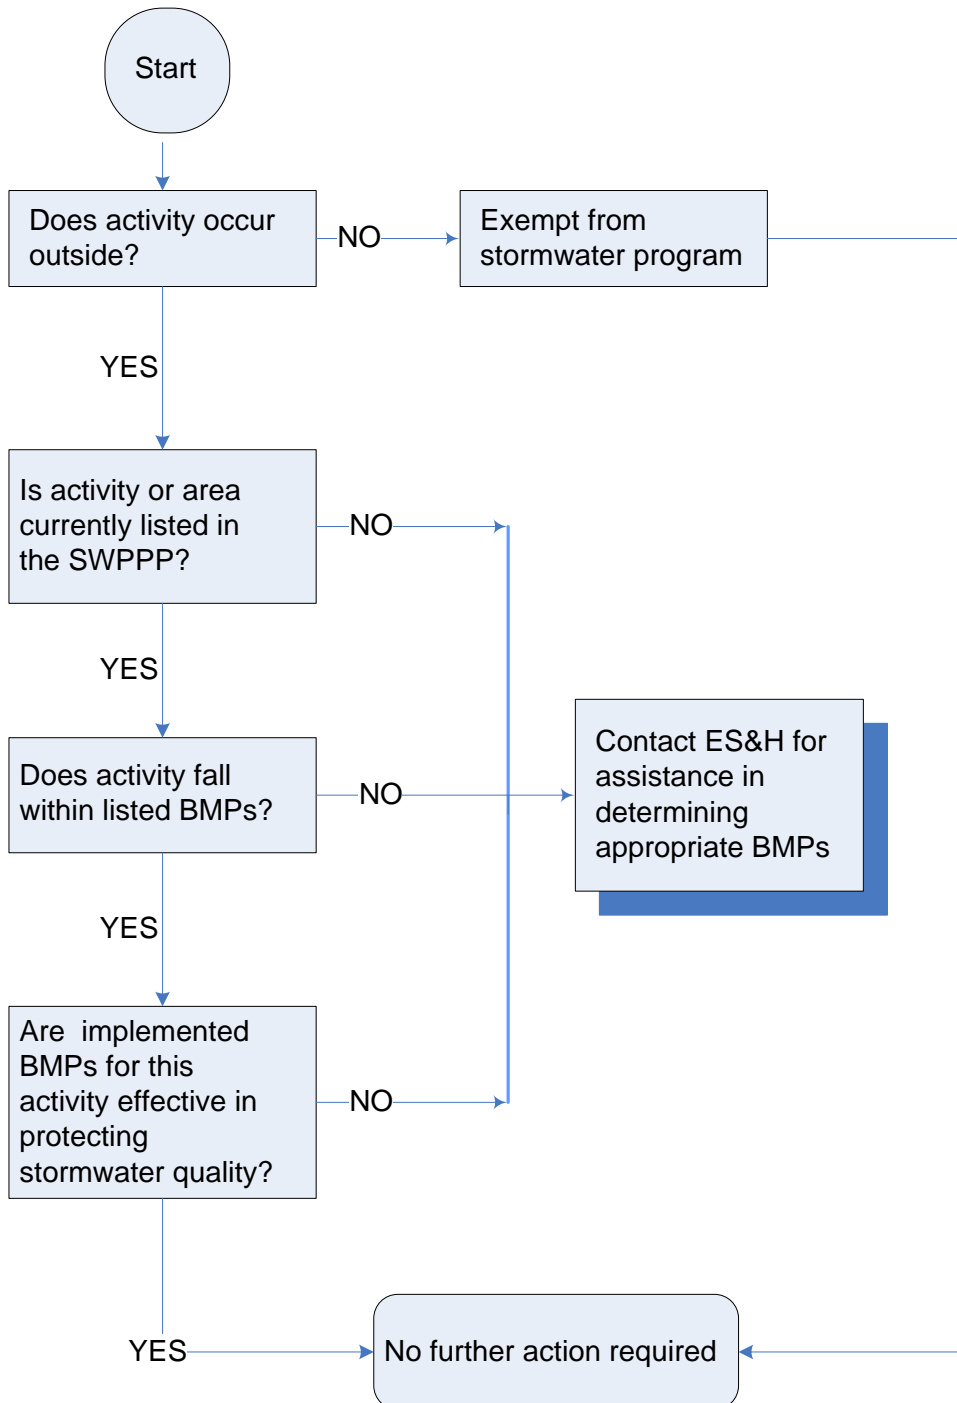 Start
Does activity occur
outside?
NO
Exempt from
stormwater program
YES
Is activity or area
currently listed in
the SWPPP?
NO
YES
Does activity fall
within listed BMPs?
NO
Contact ES&H for
assistance in
determining
appropriate BMPs
YES
Are implemented
BMPs for this
activity effective in
protecting
stormwater quality?
NO
YES
No further action required